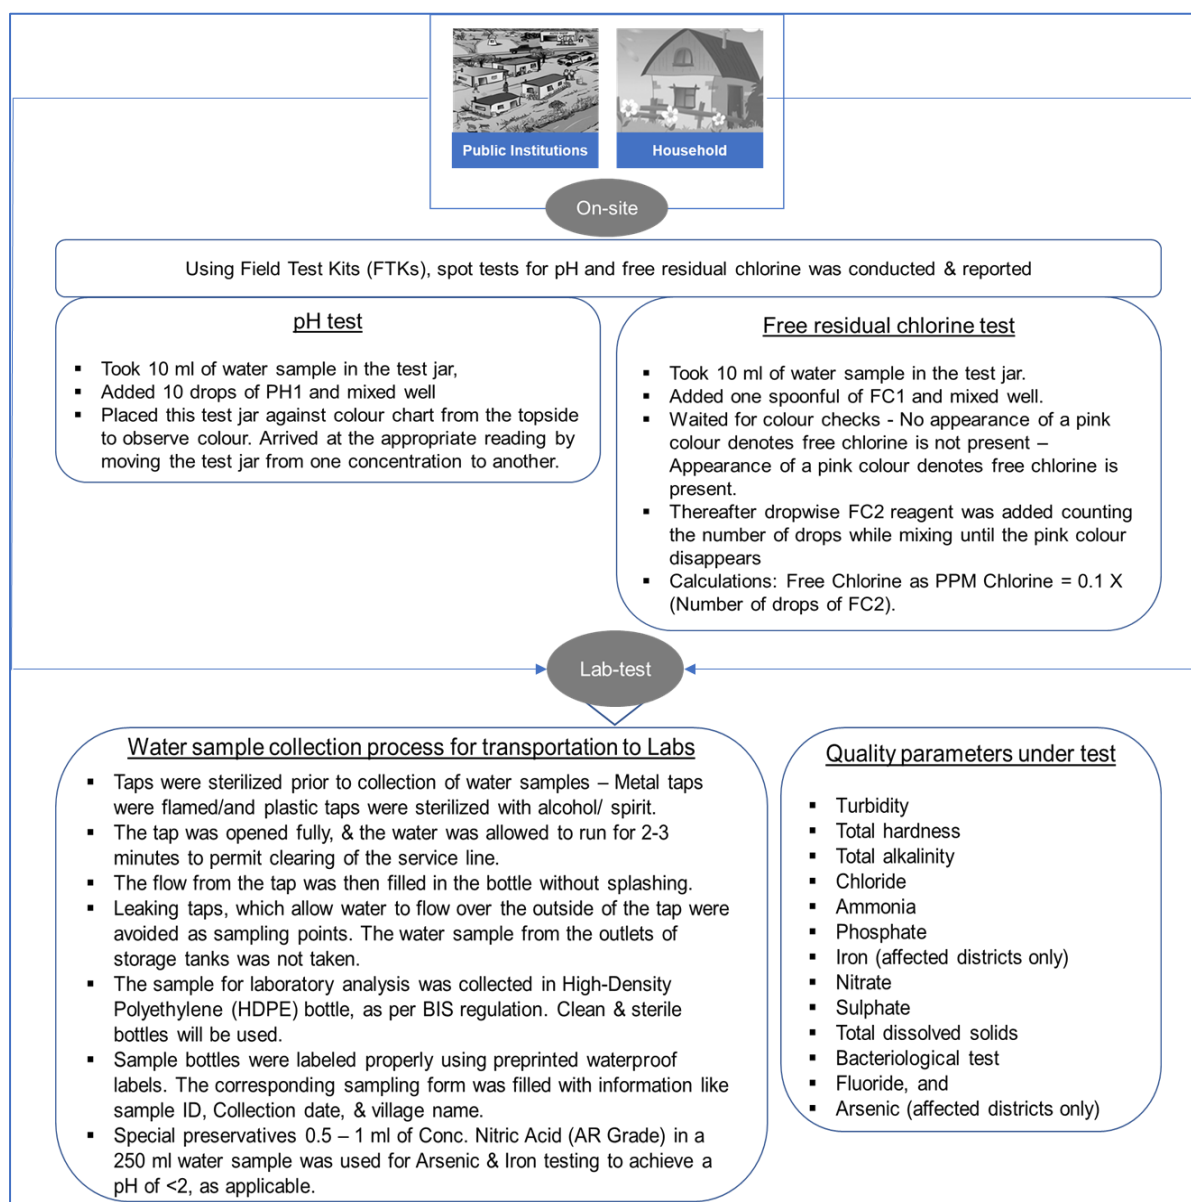 Public Institutions
Household
On-site
Using Field Test Kits (FTKs), spot tests for pH and free residual chlorine was conducted & reported
pH test
▪ Took 10 ml of water sample in the test jar,
▪ Added 10 drops of PH1 and mixed well
▪ Placed this test jar against colour chart from the topside
to observe colour. Arrived at the appropriate reading by
moving the test jar from one concentration to another.
Free residual chlorine test
▪ Took 10 ml of water sample in the test jar.
▪ Added one spoonful of FC1 and mixed well.
▪ Waited for colour checks - No appearance of a pink
colour denotes free chlorine is not present –
Appearance of a pink colour denotes free chlorine is
present.
▪ Thereafter dropwise FC2 reagent was added counting
the number of drops while mixing until the pink colour
disappears
▪ Calculations: Free Chlorine as PPM Chlorine = 0.1 X
(Number of drops of FC2).
Lab-test
Water sample collection process for transportation to Labs
▪ Taps were sterilized prior to collection of water samples – Metal taps
were flamed/and plastic taps were sterilized with alcohol/ spirit.
▪ The tap was opened fully, & the water was allowed to run for 2-3
minutes to permit clearing of the service line.
▪ The flow from the tap was then filled in the bottle without splashing.
▪ Leaking taps, which allow water to flow over the outside of the tap were
avoided as sampling points. The water sample from the outlets of
storage tanks was not taken.
▪ The sample for laboratory analysis was collected in High-Density
Polyethylene (HDPE) bottle, as per BIS regulation. Clean & sterile
bottles will be used.
▪ Sample bottles were labeled properly using preprinted waterproof
labels. The corresponding sampling form was filled with information like
sample ID, Collection date, & village name.
▪ Special preservatives 0.5 – 1 ml of Conc. Nitric Acid (AR Grade) in a
250 ml water sample was used for Arsenic & Iron testing to achieve a
pH of <2, as applicable.
Quality parameters under test
▪ Turbidity
▪ Total hardness
▪ Total alkalinity
▪ Chloride
▪ Ammonia
▪ Phosphate
▪ Iron (affected districts only)
▪ Nitrate
▪ Sulphate
▪ Total dissolved solids
▪ Bacteriological test
▪ Fluoride, and
▪ Arsenic (affected districts only)